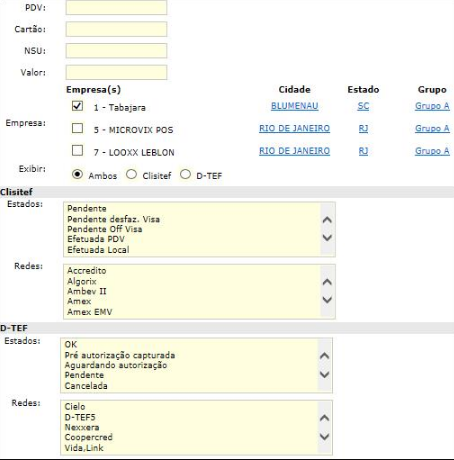 PDV:
Cartão:
NSU:
Valor:
Empresa(s) Cidade Estado Grupo
1 - Tabajara BLUMENAU SC Grupo A
Empresa: 5 - MICROVIX POS RIO DE JANEIRO RJ Grupo A
7 - LOOXX LEBLON RIO DE JANEIRO RJ Grupo A
Exibir: Ambos Clisitef D-TEF
Clisitef
Estados: Pendente
Pendente desfaz. Visa
Pendente Off Visa
Efetuada PDV
Efetuada Local
Redes: Accredito
Algorix
Ambev II
Amex
Amex EMV
D-TEF
Estados: OK
Pré autorização capturada
Aguardando autorização
Pendente
Cancelada
Redes: Cielo
D-TEF5
Nexxera
Coopercred
Vida,Link